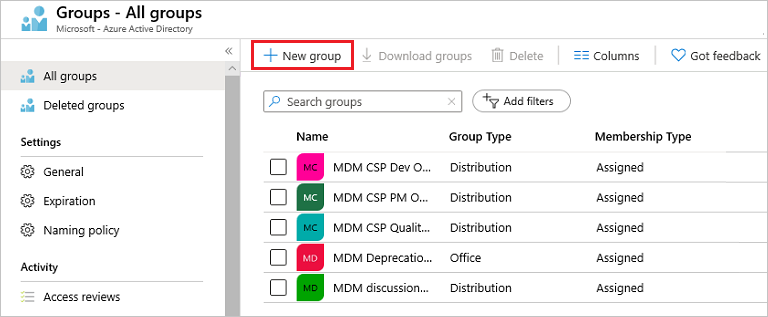 Groups - All groups
Microsoft - Azure Active Directory
«
All groups
Deleted groups
Settings
General
Expiration
Naming policy
Activity
Access reviews
New group Download groups Delete Columns Got feedback
Search groups Add filters
Name Group Type Membership Type
MC MDM CSP Dev O... Distribution Assigned
MC MDM CSP PM O... Distribution Assigned
MC MDM CSP Qualit... Distribution Assigned
MD MDM Deprecatio... Office Assigned
MD MDM discussion... Distribution Assigned